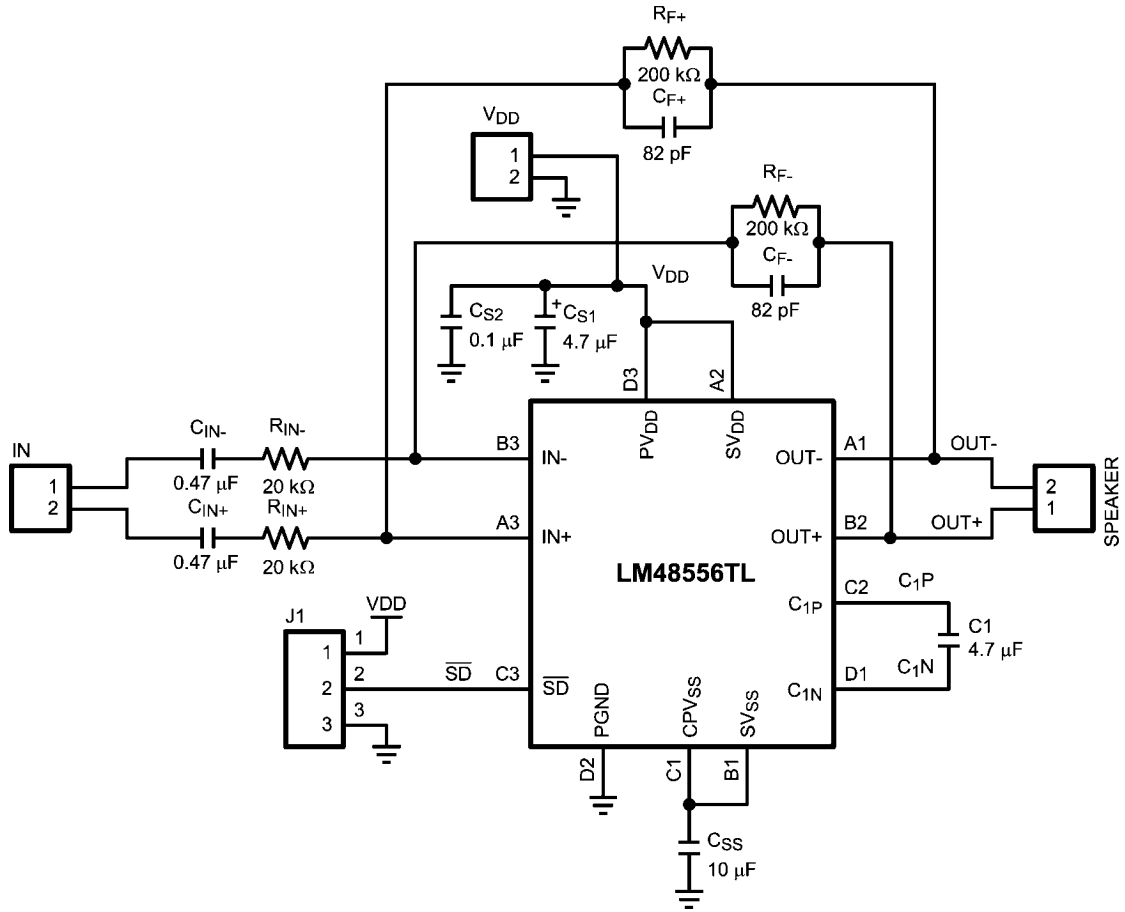 RF+
200 kΩ
CF+
82 pF
VDD
1
2
RF-
200 kΩ
CF-
82 pF
VDD
CS2
0.1 µF
+
CS1
4.7 µF
D3
A2
PVDD
SVDD
IN
1
2
CIN-
0.47 µF
RIN-
20 kΩ
CIN+
0.47 µF
RIN+
20 kΩ
B3
IN-
A3
IN+
OUT-
A1
OUT-
OUT+
B2
OUT+
2
1
SPEAKER
LM48556TL
C1P
C2
C1P
C1
4.7 µF
C1N
D1
C1N
J1
VDD
1
1
2
2
3
3
SD
C3
SD
PGND
CPVSS
SVSS
D2
C1
B1
CSS
10 µF